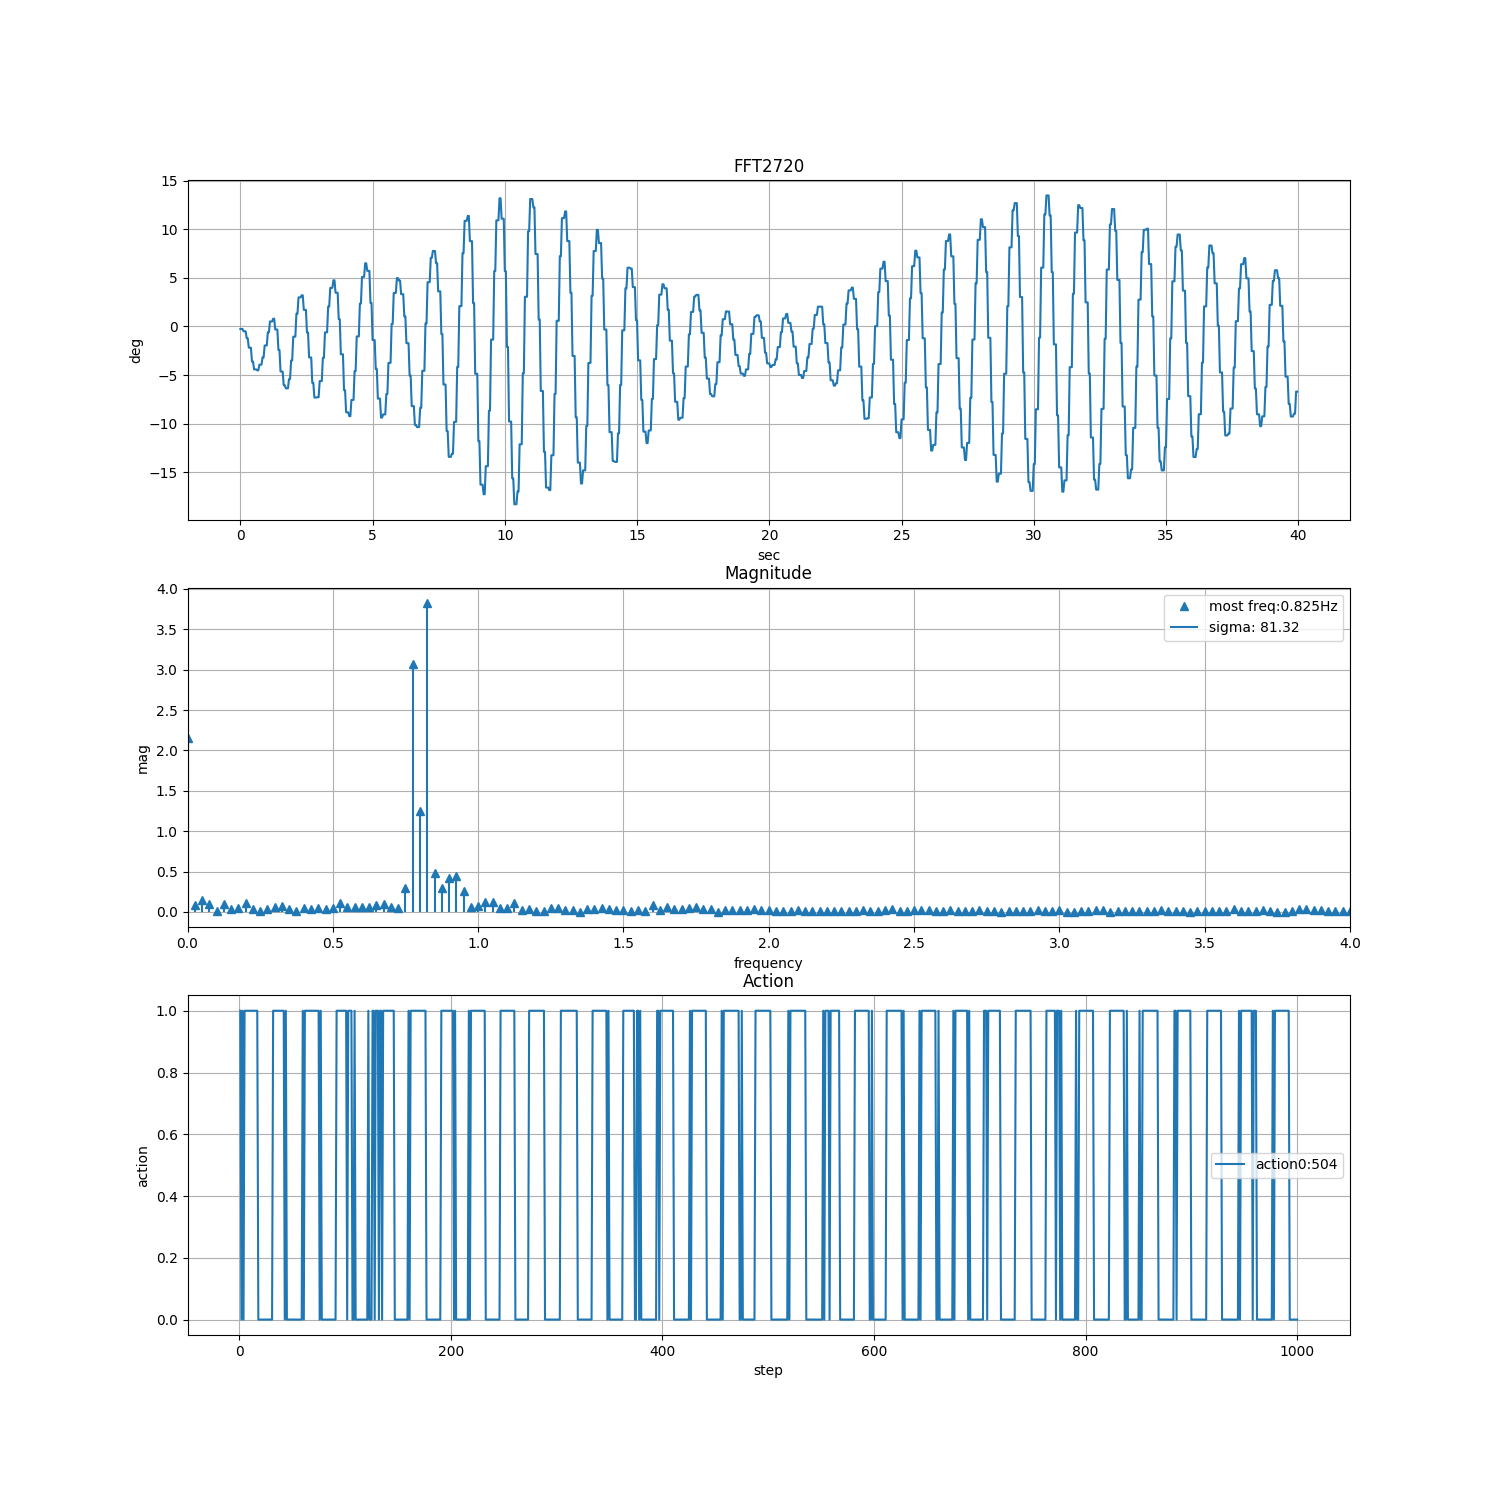 FFT2720
15
10
5
0
−5
−10
−15
deg
0 5 10 15 20 25 30 35 40
sec
Magnitude
4.0
3.5
3.0
2.5
2.0
1.5
1.0
0.5
0.0
mag
most freq:0.825Hz
sigma: 81.32
0.0 0.5 1.0 1.5 2.0 2.5 3.0 3.5 4.0
frequency
Action
1.0
0.8
0.6
0.4
0.2
0.0
action
action0:504
0 200 400 600 800 1000
step